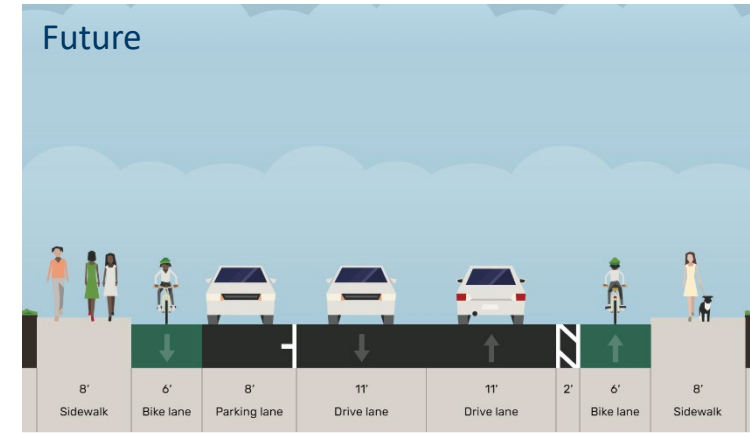 Future
8' 6' 8' 11' 11' 2' 6' 8'
Sidewalk Bike lane Parking lane Drive lane Drive lane Bike lane Sidewalk